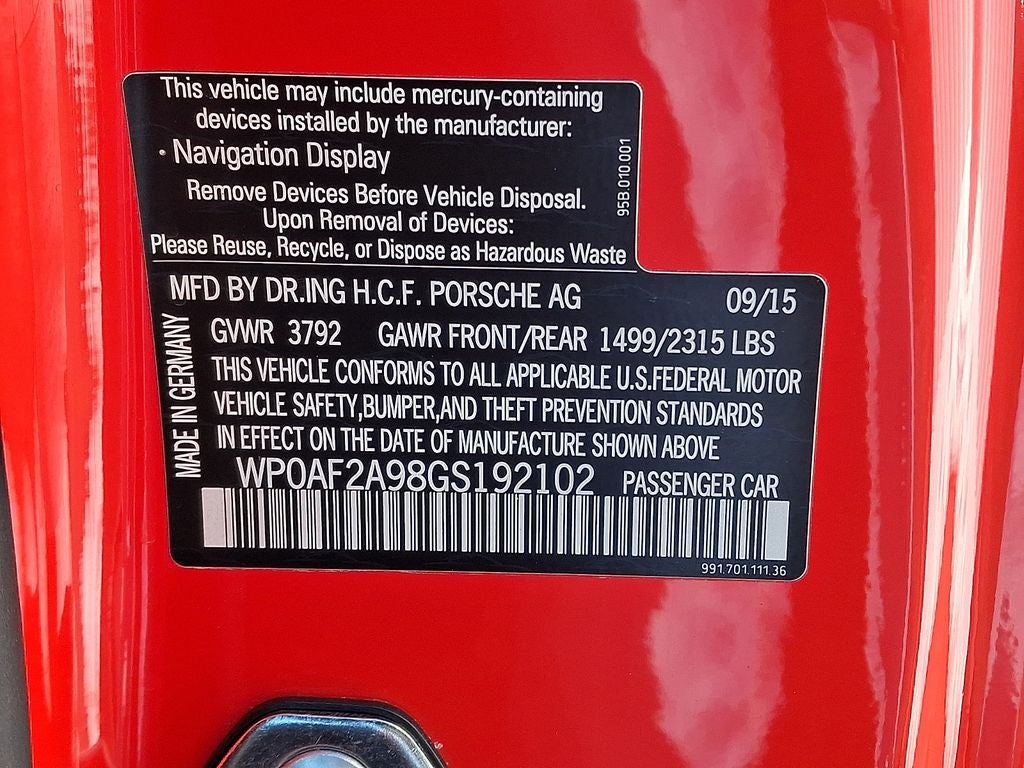 This vehicle may include mercury-containing
devices installed by the manufacturer:
· Navigation Display
Remove Devices Before Vehicle Disposal.
Upon Removal of Devices:
Please Reuse, Recycle, or Dispose as Hazardous Waste
95B.010.001
MFD BY DR.ING H.C.F. PORSCHE AG 09/15
GVWR 3792 GAWR FRONT/REAR 1499/2315 LBS
THIS VEHICLE CONFORMS TO ALL APPLICABLE U.S.FEDERAL MOTOR
VEHICLE SAFETY,BUMPER,AND THEFT PREVENTION STANDARDS
IN EFFECT ON THE DATE OF MANUFACTURE SHOWN ABOVE
MADE IN GERMANY
WP0AF2A98GS192102 PASSENGER CAR
991.701.111.36